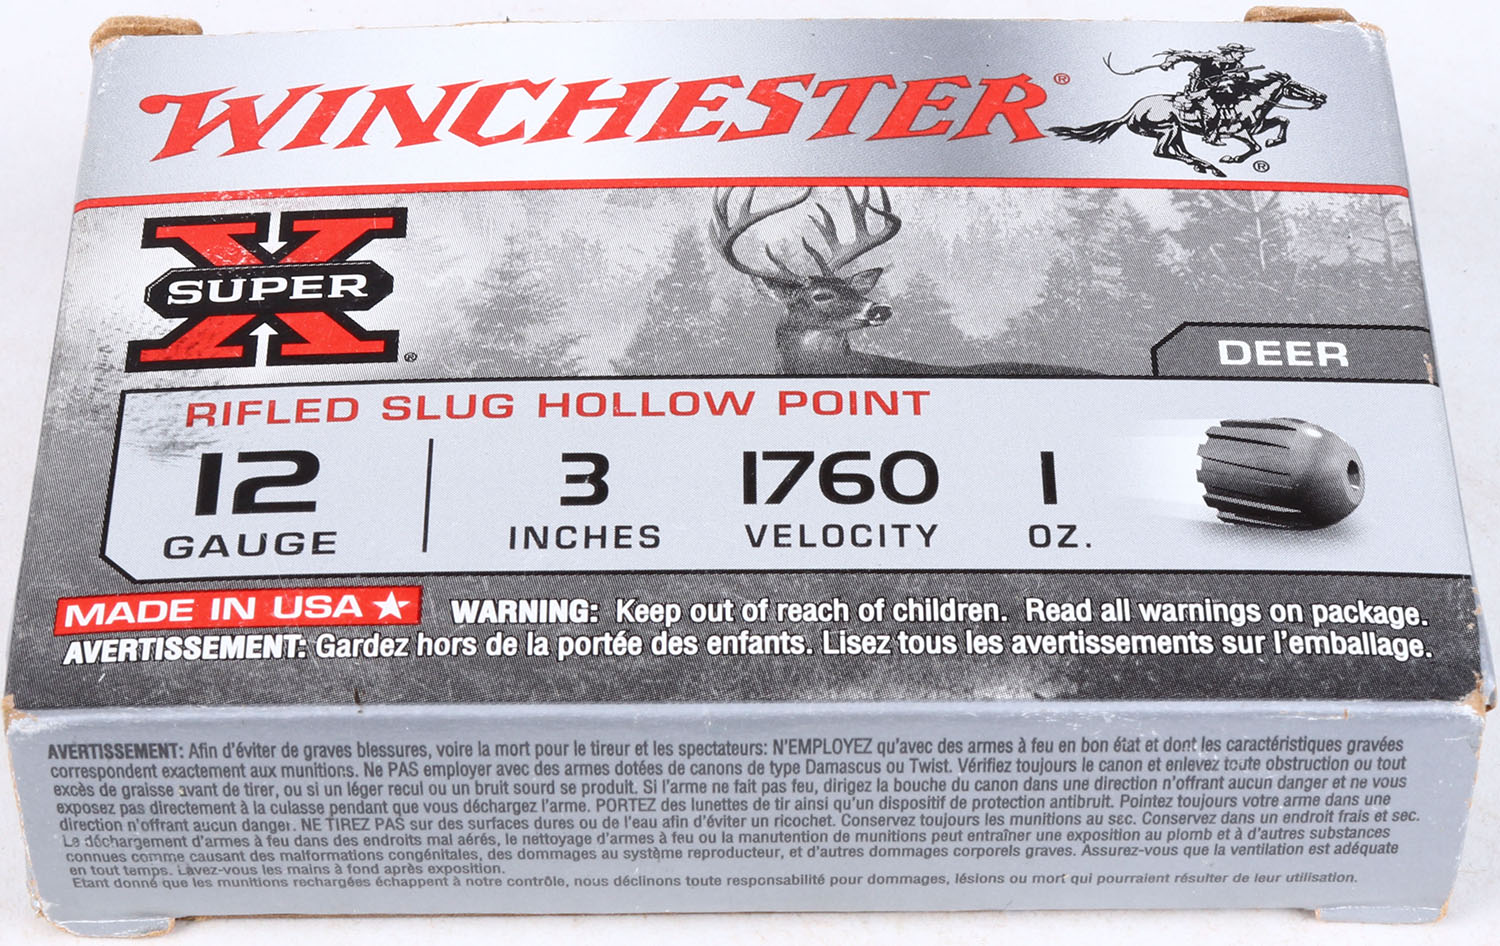 WINCHESTER®
®
X
SUPER
®
DEER
RIFLED SLUG HOLLOW POINT
12 3 1760 1
GAUGE INCHES VELOCITY OZ.
MADE IN USA WARNING: Keep out of reach of children. Read all warnings on package.
AVERTISSEMENT: Gardez hors de la portée des enfants. Lisez tous les avertissements sur l'emballage.
AVERTISSEMENT: Afin d'éviter de graves blessures, voire la mort pour le tireur et les spectateurs: N'EMPLOYEZ qu'avec des armes à feu en bon état et dont les caractéristiques gravées
correspondent exactement aux munitions. Ne PAS employer avec des armes dotées de canons de type Damascus ou Twist. Vérifiez toujours le canon et enlevez toute obstruction ou tout
excès de graisse avant de tirer, ou si un léger recul ou un bruit sourd se produit. Si l'arme ne fait pas feu, dirigez la bouche du canon dans une direction n'offrant aucun danger et ne vous
exposez pas directement à la culasse pendant que vous déchargez l'arme. PORTEZ des lunettes de tir ainsi qu'un dispositif de protection antibruit. Pointez toujours votre arme dans une
direction n'offrant aucun danger. NE TIREZ PAS sur des surfaces dures ou de l'eau afin d'éviter un ricochet. Conservez toujours les munitions au sec. Conservez dans un endroit frais et sec.
Le déchargement d'armes à feu dans des endroits mal aérés, le nettoyage d'armes à feu ou la manutention de munitions peut entraîner une exposition au plomb et à d'autres substances
connues comme causant des malformations congénitales, des dommages au système reproducteur, et d'autres dommages corporels graves. Assurez-vous que la ventilation est adéquate
en tout temps. Lavez-vous les mains à fond après exposition.
Etant donné que les munitions rechargées échappent à notre contrôle, nous déclinons toute responsabilité pour dommages, lésions ou mort qui pourraient résulter de leur utilisation.